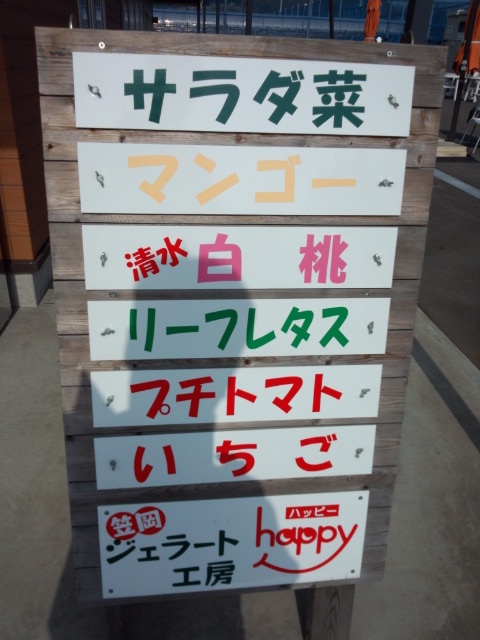 サラダ菜
マンゴー
清水白桃
リーフレタス
プチトマト
いちご
笠岡
ジェラート
工房
ハッピー
happy